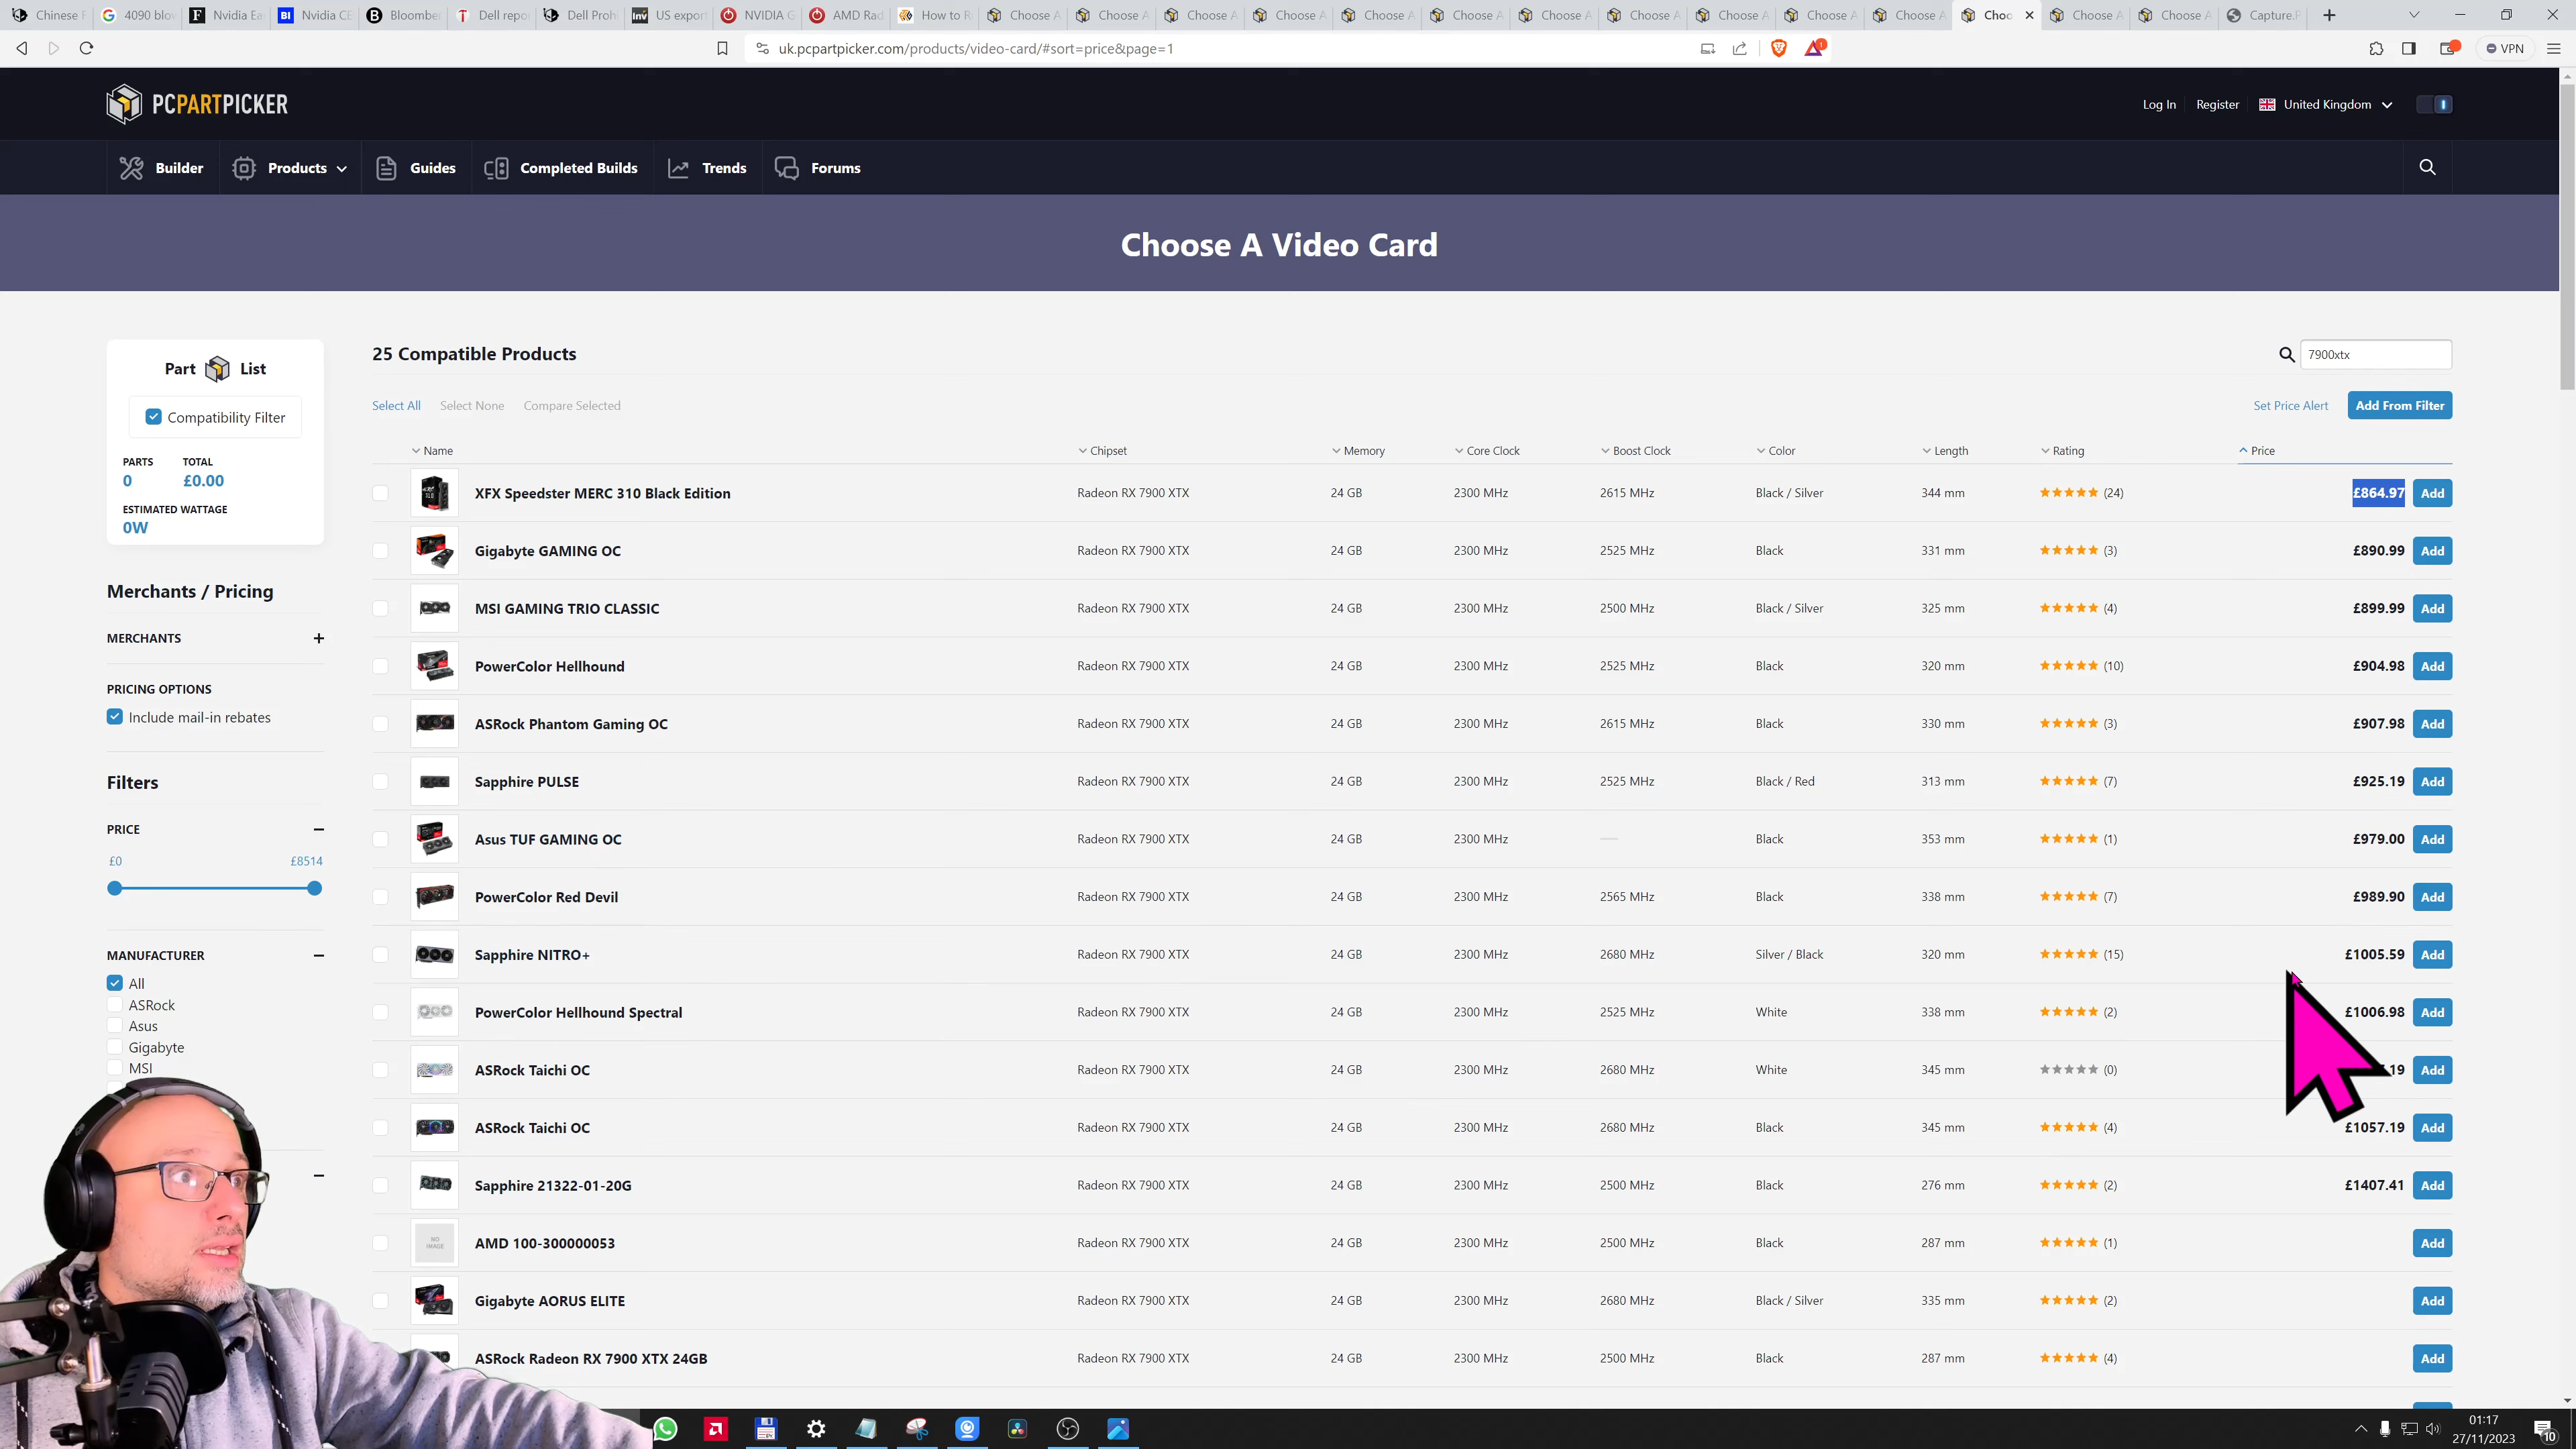 Chinese F
4090 blow
Nvidia Ea
Nvidia CE
Bloomber
Dell repo
Dell Prohi
US export
NVIDIA G
AMD Rad
How to R
Choose A
Choose A
Choose A
Choose A
Choose A
Choose A
Choose A
Choose A
Choose A
Choose A
Choose A
Choo
Choose A
Choose A
Capture.P
uk.pcpartpicker.com/products/video-card/#sort=price&page=1
VPN
PCPARTPICKER
Log In Register United Kingdom
Builder Products Guides Completed Builds Trends Forums
Choose A Video Card
Part List
Compatibility Filter
PARTS TOTAL
0 £0.00
ESTIMATED WATTAGE
0W
Merchants / Pricing
MERCHANTS
PRICING OPTIONS
Include mail-in rebates
Filters
PRICE
£0 £8514
MANUFACTURER
All
ASRock
Asus
Gigabyte
MSI
25 Compatible Products
7900xtx
Select All Select None Compare Selected
Set Price Alert Add From Filter
Name Chipset Memory Core Clock Boost Clock Color Length Rating Price
XFX Speedster MERC 310 Black Edition Radeon RX 7900 XTX 24 GB 2300 MHz 2615 MHz Black / Silver 344 mm (24) £864.97 Add
Gigabyte GAMING OC Radeon RX 7900 XTX 24 GB 2300 MHz 2525 MHz Black 331 mm (3) £890.99 Add
MSI GAMING TRIO CLASSIC Radeon RX 7900 XTX 24 GB 2300 MHz 2500 MHz Black / Silver 325 mm (4) £899.99 Add
PowerColor Hellhound Radeon RX 7900 XTX 24 GB 2300 MHz 2525 MHz Black 320 mm (10) £904.98 Add
ASRock Phantom Gaming OC Radeon RX 7900 XTX 24 GB 2300 MHz 2615 MHz Black 330 mm (3) £907.98 Add
Sapphire PULSE Radeon RX 7900 XTX 24 GB 2300 MHz 2525 MHz Black / Red 313 mm (7) £925.19 Add
Asus TUF GAMING OC Radeon RX 7900 XTX 24 GB 2300 MHz — Black 353 mm (1) £979.00 Add
PowerColor Red Devil Radeon RX 7900 XTX 24 GB 2300 MHz 2565 MHz Black 338 mm (7) £989.90 Add
Sapphire NITRO+ Radeon RX 7900 XTX 24 GB 2300 MHz 2680 MHz Silver / Black 320 mm (15) £1005.59 Add
PowerColor Hellhound Spectral Radeon RX 7900 XTX 24 GB 2300 MHz 2525 MHz White 338 mm (2) £1006.98 Add
ASRock Taichi OC Radeon RX 7900 XTX 24 GB 2300 MHz 2680 MHz White 345 mm (0) .19 Add
ASRock Taichi OC Radeon RX 7900 XTX 24 GB 2300 MHz 2680 MHz Black 345 mm (4) £1057.19 Add
Sapphire 21322-01-20G Radeon RX 7900 XTX 24 GB 2300 MHz 2500 MHz Black 276 mm (2) £1407.41 Add
NO IMAGE AMD 100-300000053 Radeon RX 7900 XTX 24 GB 2300 MHz 2500 MHz Black 287 mm (1) Add
Gigabyte AORUS ELITE Radeon RX 7900 XTX 24 GB 2300 MHz 2680 MHz Black / Silver 335 mm (2) Add
ASRock Radeon RX 7900 XTX 24GB Radeon RX 7900 XTX 24 GB 2300 MHz 2500 MHz Black 287 mm (4) Add
01:17
27/11/2023
10